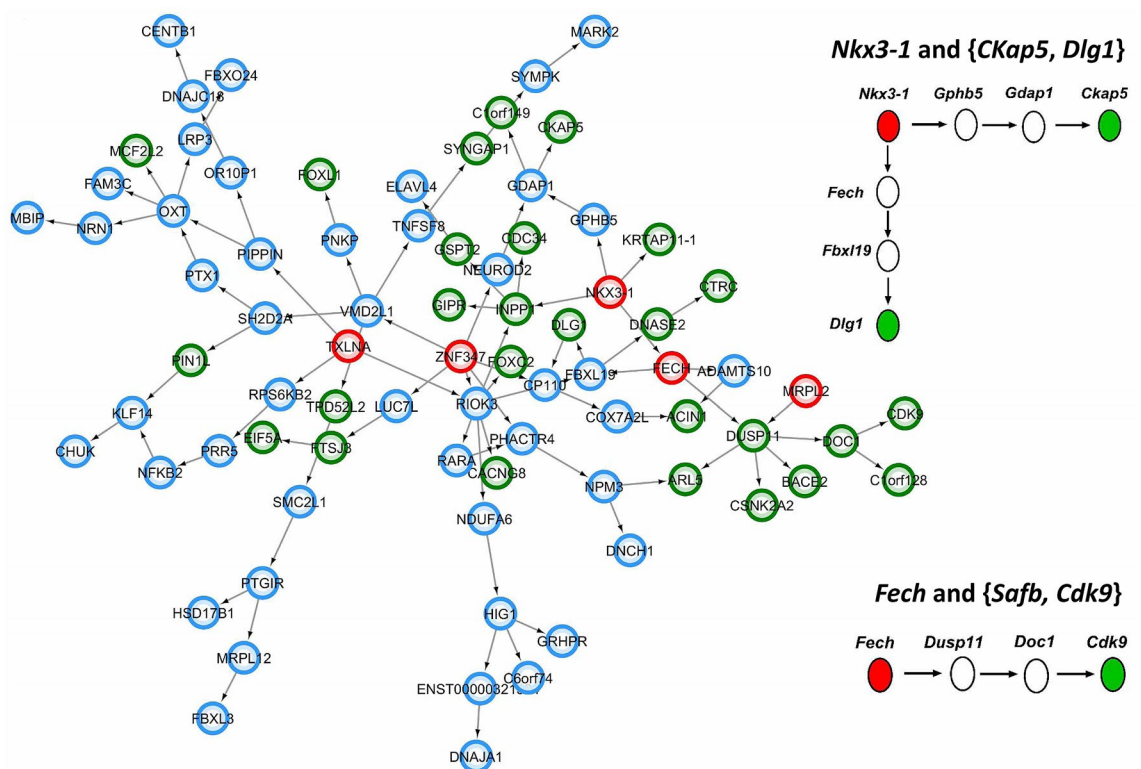 CENTB1
MARK2
FBXO24
SYMPK
DNAJC18
C1orf149
CKAP5
LRP3
MCF2L2
SYNGAP1
OR10P1
FOXL1
ELAVL4
GDAP1
FAM3C
OXT
MBIP
NRN1
TNFSF8
GPHB5
PNKP
CDC34
KRTAP11-1
PIPPIN
GSPT2
NEUROD2
PTX1
NKX3-1
CTRC
GIPR
INPP1
VMD2L1
SH2D2A
DLG1
DNASE2
TXLNA
ZNF347
FOXC2
PIN1L
CP110
FBXL19
FECH
ADAMTS10
RPS6KB2
MRPL2
TPD52L2
LUC7L
RIOK3
KLF14
COX7A2L
ACIN1
CDK9
EIF5A
FTSJ3
PHACTR4
DUSP11
DOC1
CHUK
PRR5
NFKB2
RARA
CACNG8
NPM3
ARL5
BACE2
C1orf128
SMC2L1
CSNK2A2
NDUFA6
DNCH1
PTGIR
HSD17B1
HIG1
GRHPR
MRPL12
C6orf74
FBXL3
DNAJA1
Nkx3-1 and {CKap5, Dlg1}
Nkx3-1 Gphb5 Gdap1 Ckap5
Fech
Fbxl19
Dlg1
Fech and {Safb, Cdk9}
Fech Dusp11 Doc1 Cdk9